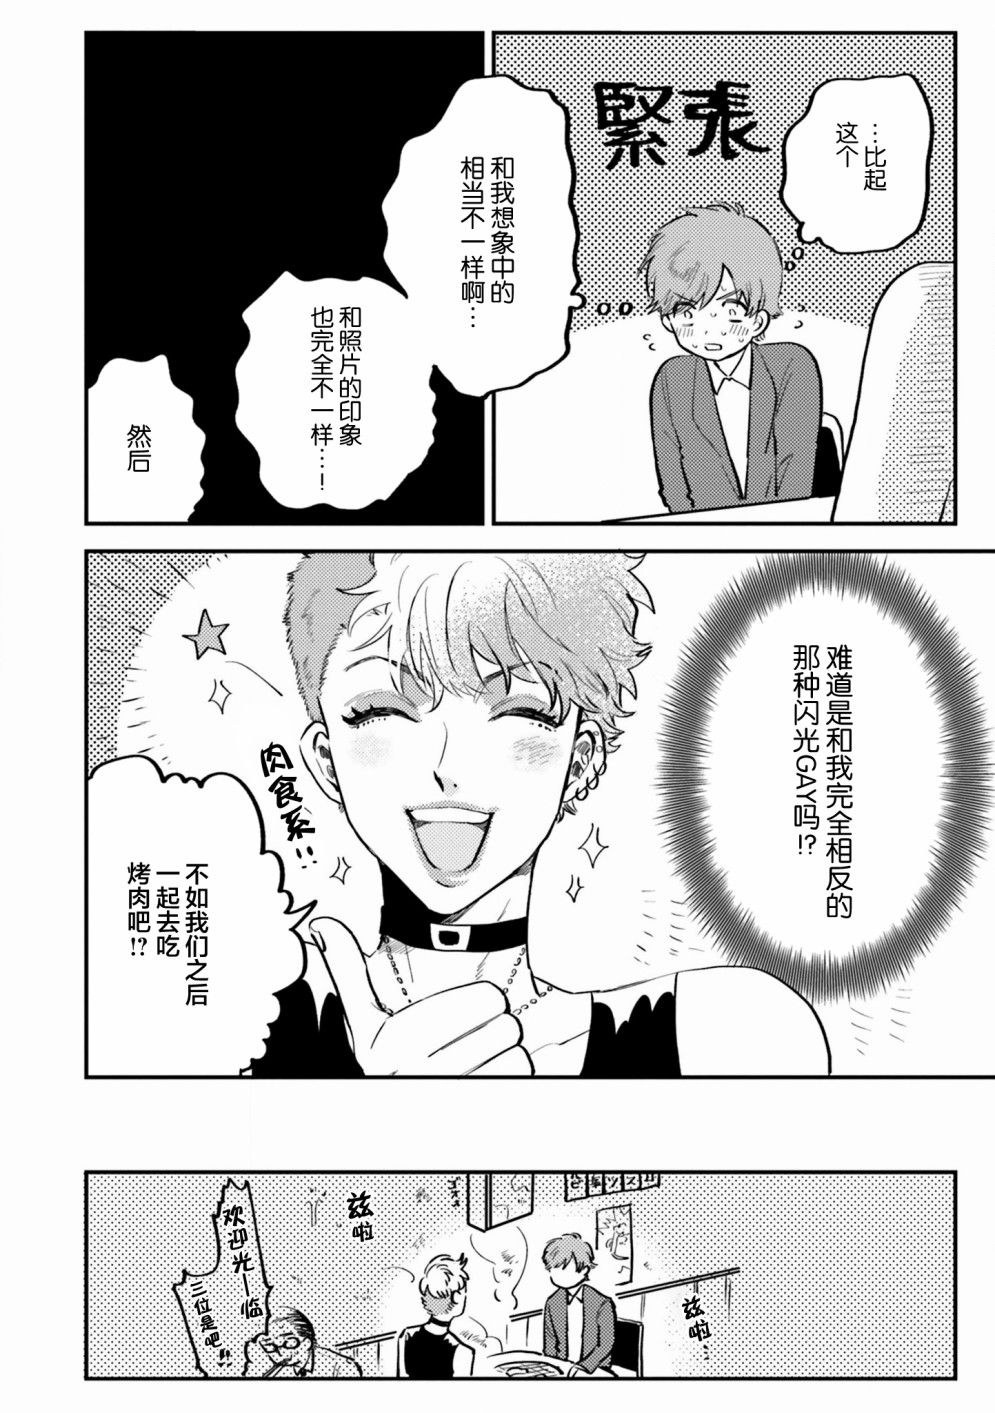 …比起
这个
緊張
和我想象中的
相当不一样啊…
和照片的印象
也完全不一样…!
然后
难道是和我完全相反的
那种闪光GAY吗!?
肉食系!!
不如我们之后
一起去吃
烤肉吧!?
兹啦
欢迎光—临
三位是吧!!
兹啦…